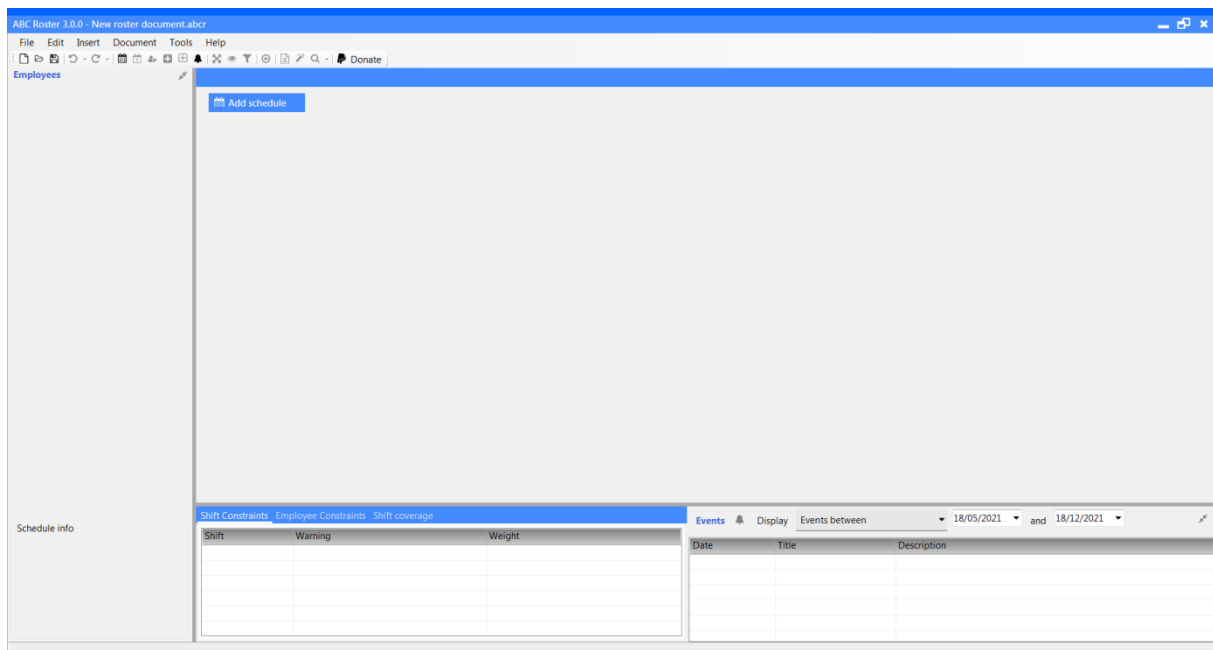 ABC Roster 3.0.0 - New roster document.abcr
File Edit Insert Document Tools Help
Donate
Employees
Add schedule
Schedule info
Shift Constraints Employee Constraints Shift coverage
Shift Warning Weight
Events Display Events between 18/05/2021 and 18/12/2021
Date Title Description